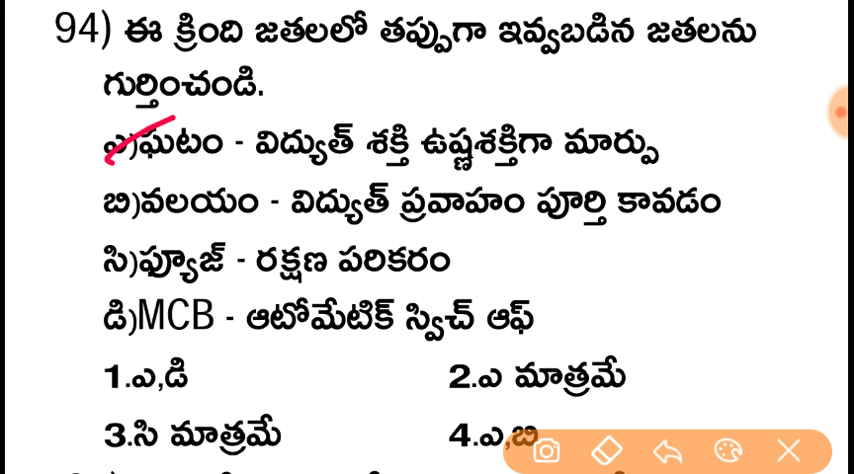 94) ఈ క్రింది జతలలో తప్పుగా ఇవ్వబడిన జతలను
గుర్తించండి.
ఎ)ఘటం - విద్యుత్ శక్తి ఉష్ణశక్తిగా మార్పు
బి)వలయం - విద్యుత్ ప్రవాహం పూర్తి కావడం
సి)ఫ్యూజ్ - రక్షణ పరికరం
డి)MCB - ఆటోమేటిక్ స్విచ్ ఆఫ్
1.ఎ,డి 2.ఎ మాత్రమే
3.సి మాత్రమే 4.ఎ,బి